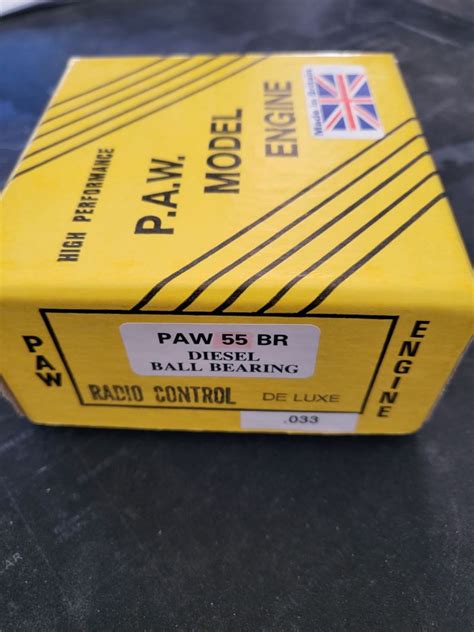 HIGH PERFORMANCE
P.A.W.
MODEL
ENGINE
Made in Britain
PAW
PAW 55 BR
DIESEL
BALL BEARING
RADIO CONTROL DE LUXE
.033
ENGINE